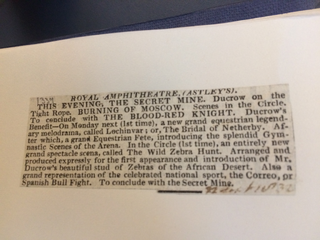 ROYAL AMPHITHEATRE, (ASTLEY'S).
THIS EVENING, THE SECRET MINE. Ducrow on the
Tight Rope. BURNING OF MOSCOW. Scenes in the Circle.
To conclude with THE BLOOD-RED KNIGHT. Ducrow's
Benefit—On Monday next (1st time), a new grand equestrian legend-
ary melodrama, called Lochinvar; or, The Bridal of Netherby. Af-
ter which, a grand Equestrian Fete, introducing the splendid Gym-
nastic Scenes of the Arena. In the Circle (1st time), an entirely new
grand spectacle scena, called The Wild Zebra Hunt. Arranged and
produced expressly for the first appearance and introduction of Mr.
Ducrow's beautiful stud of Zebras of the African Desert. Also a
grand representation of the celebrated national sport, the Correo, or
Spanish Bull Fight. To conclude with the Secret Mine.